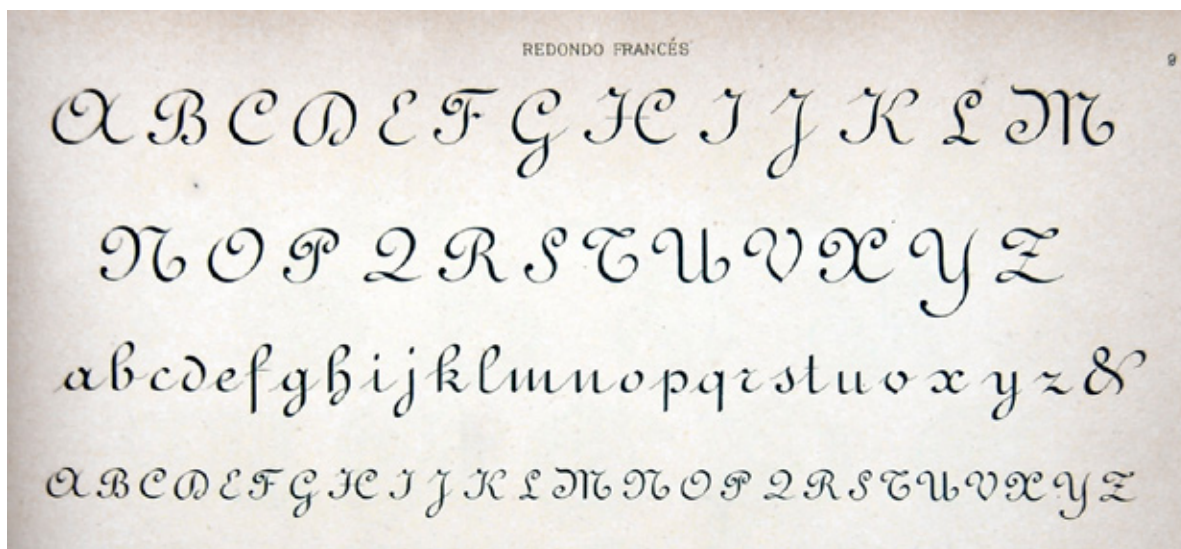 REDONDO FRANCÉS
9
A B C D E F G H I J K L M
N O P Q R S T U V X Y Z
a b c d e f g h i j k l m n o p q r s t u v x y z &
A B C D E F G H I J K L M N O P Q R S T U V X Y Z